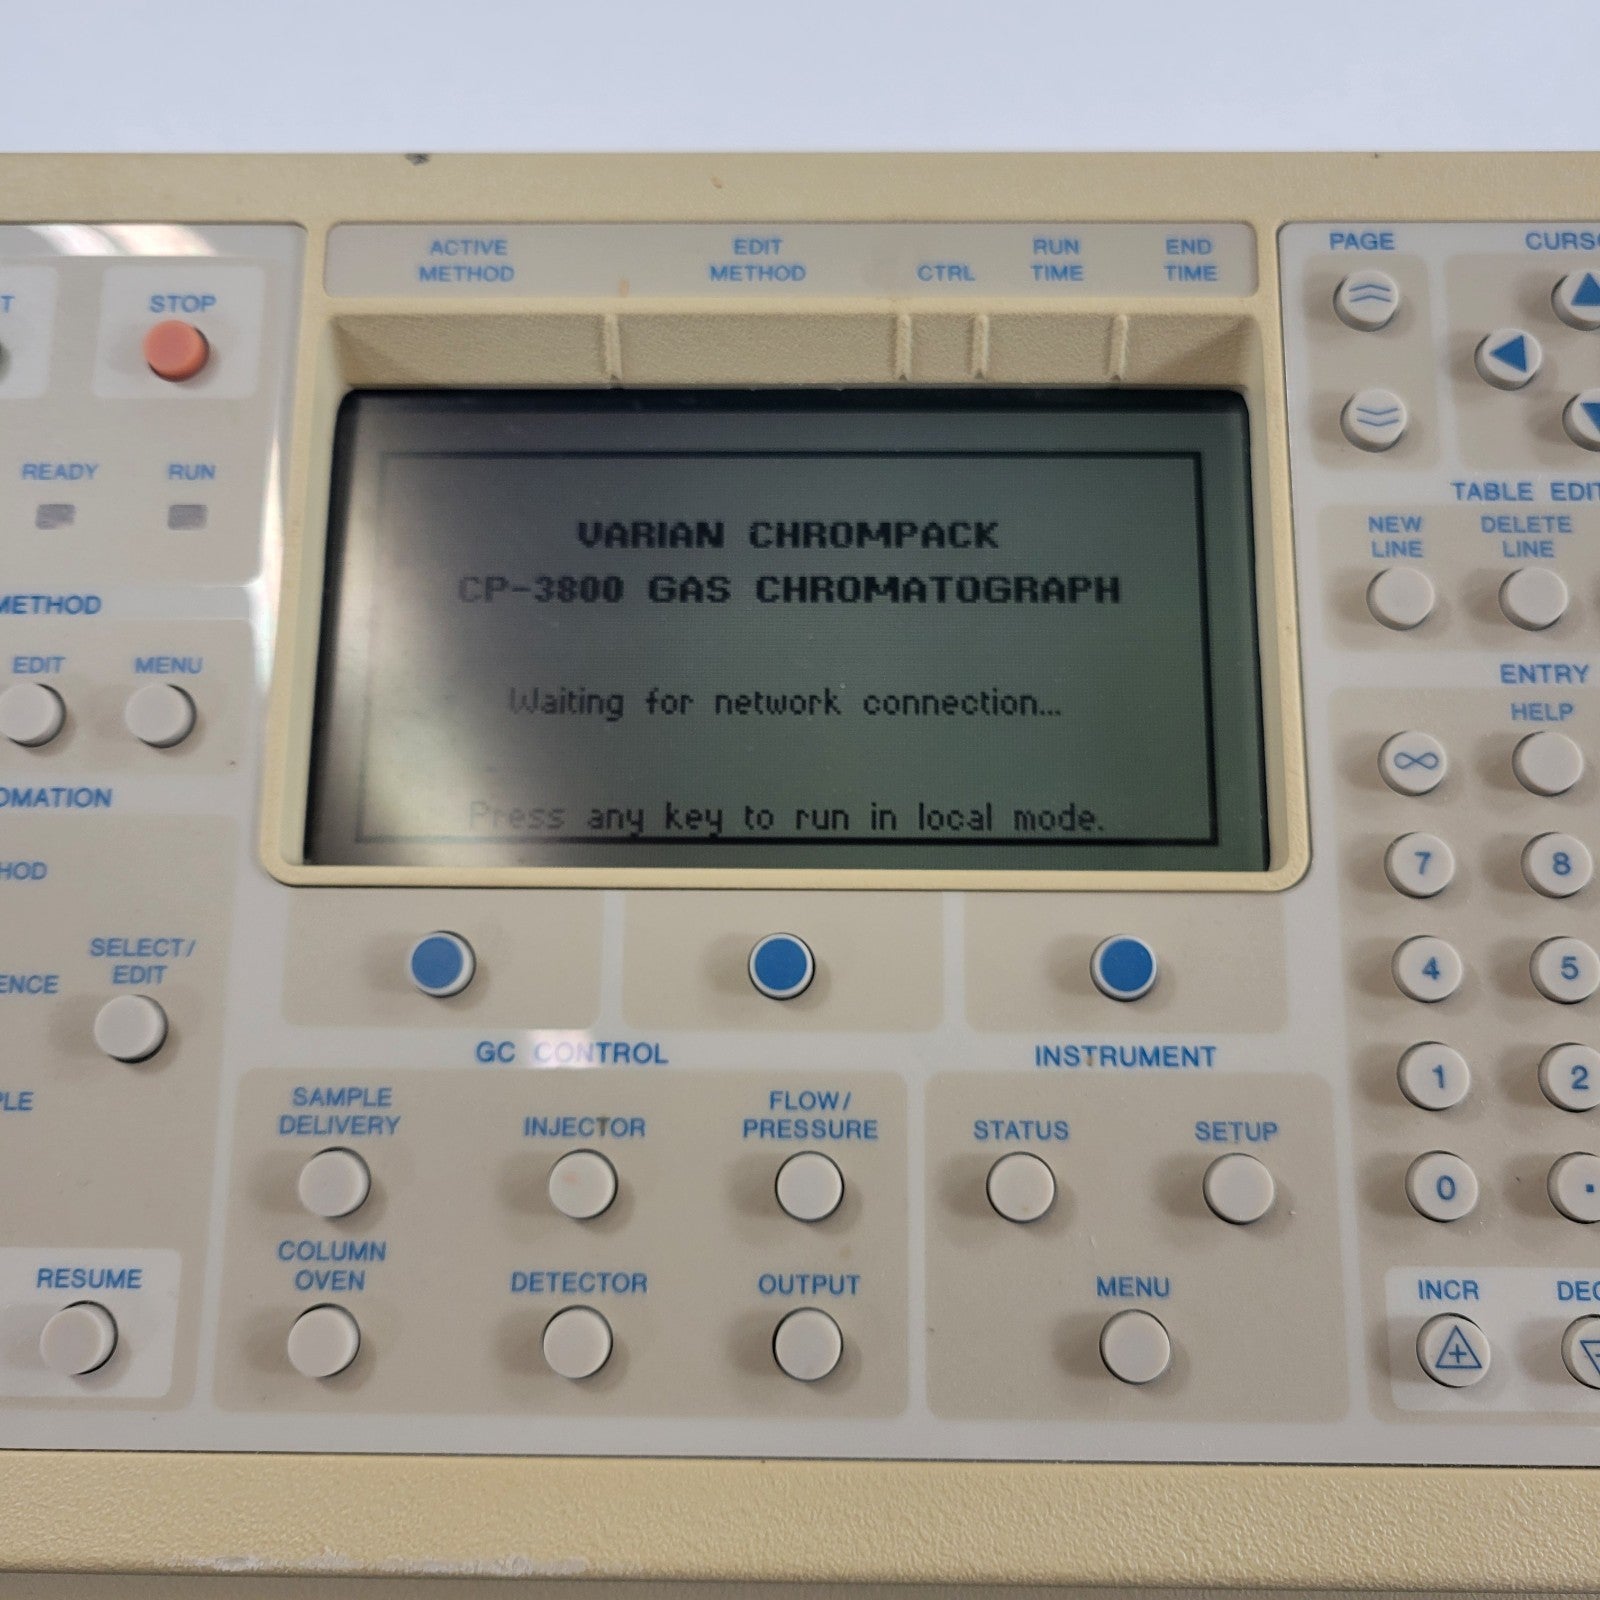 ACTIVE METHOD
EDIT METHOD
CTRL
RUN TIME
END TIME
PAGE
STOP
READY
RUN
VARIAN CHROMPACK
CP-3800 GAS CHROMATOGRAPH
Waiting for network connection...
Press any key to run in local mode.
METHOD
EDIT
MENU
SELECT/
EDIT
RESUME
GC CONTROL
SAMPLE
DELIVERY
INJECTOR
FLOW/
PRESSURE
COLUMN
OVEN
DETECTOR
OUTPUT
INSTRUMENT
STATUS
SETUP
MENU
TABLE EDIT
NEW
LINE
DELETE
LINE
ENTRY
HELP
∞
7 8
4 5
1 2
0 .
INCR
+